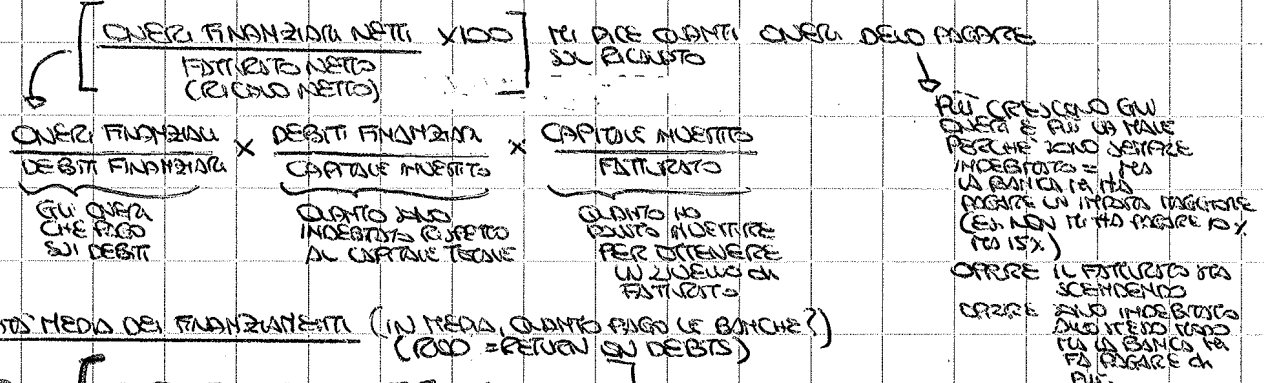 ONERI FINANZIARI NETTI X100
FATTURATO NETTO
(RICAVO NETTO)
MI DICE QUANTI ONERI DEVO PAGARE
SUL RICAVATO
ONERI FINANZIARI × DEBITI FINANZIARI × CAPITALE INVESTITO
DEBITI FINANZIARI CAPITALE INVESTITO FATTURATO
GLI ONERI
CHE PAGO
SUI DEBITI
QUANTO SONO
INDEBITATO RISPETTO
AL CAPITALE TOTALE
QUANTO HO
DOVUTO INVESTIRE
PER OTTENERE
UN LIVELLO di
FATTURATO
PIÙ CRESCONO GLI
ONERI E PIÙ VA MALE
PERCHÉ SONO SEMPRE
INDEBITATO = MA
LA BANCA MI FA
PAGARE UN IMPORTO MAGGIORE
(ES. NON MI FA PAGARE 10%
MA 15%)
OPPURE IL FATTURATO STA
SCENDENDO
OPPURE SONO INDEBITATO
ALLO STESSO MODO
MA LA BANCA MI
FA PAGARE di
PIÙ.
MEDIA DEI FINANZIAMENTI (IN MEDIA, QUANTO PAGO LE BANCHE?)
(ROD = RETURN ON DEBTS)